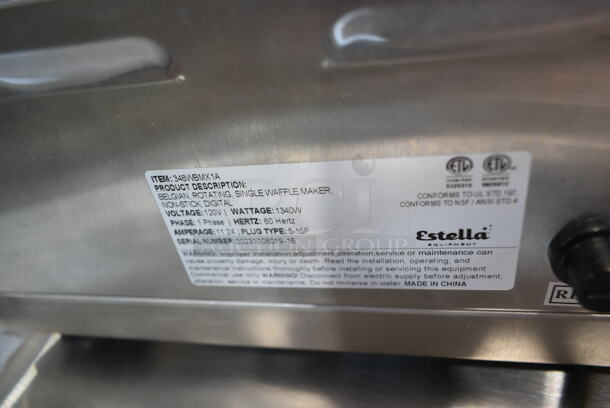 ITEM: 348WBMX1A
PRODUCT DESCRIPTION:
BELGIAN, ROTATING, SINGLE WAFFLE MAKER,
NON-STICK, DIGITAL
VOLTAGE: 120V | WATTAGE: 1340W
PHASE: 1 Phase | HERTZ: 60 Hertz
AMPERAGE: 11.2A | PLUG TYPE: 5-15P
SERIAL NUMBER: 20231006019-16
CONFORMS TO UL STD 197,
CONFORMS TO NSF / ANSI STD 4
Estella
EQUIPMENT
WARNING: Improper installation,adjustment,alteration,service or maintenance can
cause property damage, injury, or death. Read the installation, operating, and
maintenance instructions thoroughly before installing or servicing this equipment
commercial use only. WARNING! Disconnect from electric supply before adjustment,
alteration, service or maintenance. Do not immerse in water. MADE IN CHINA
GROUP